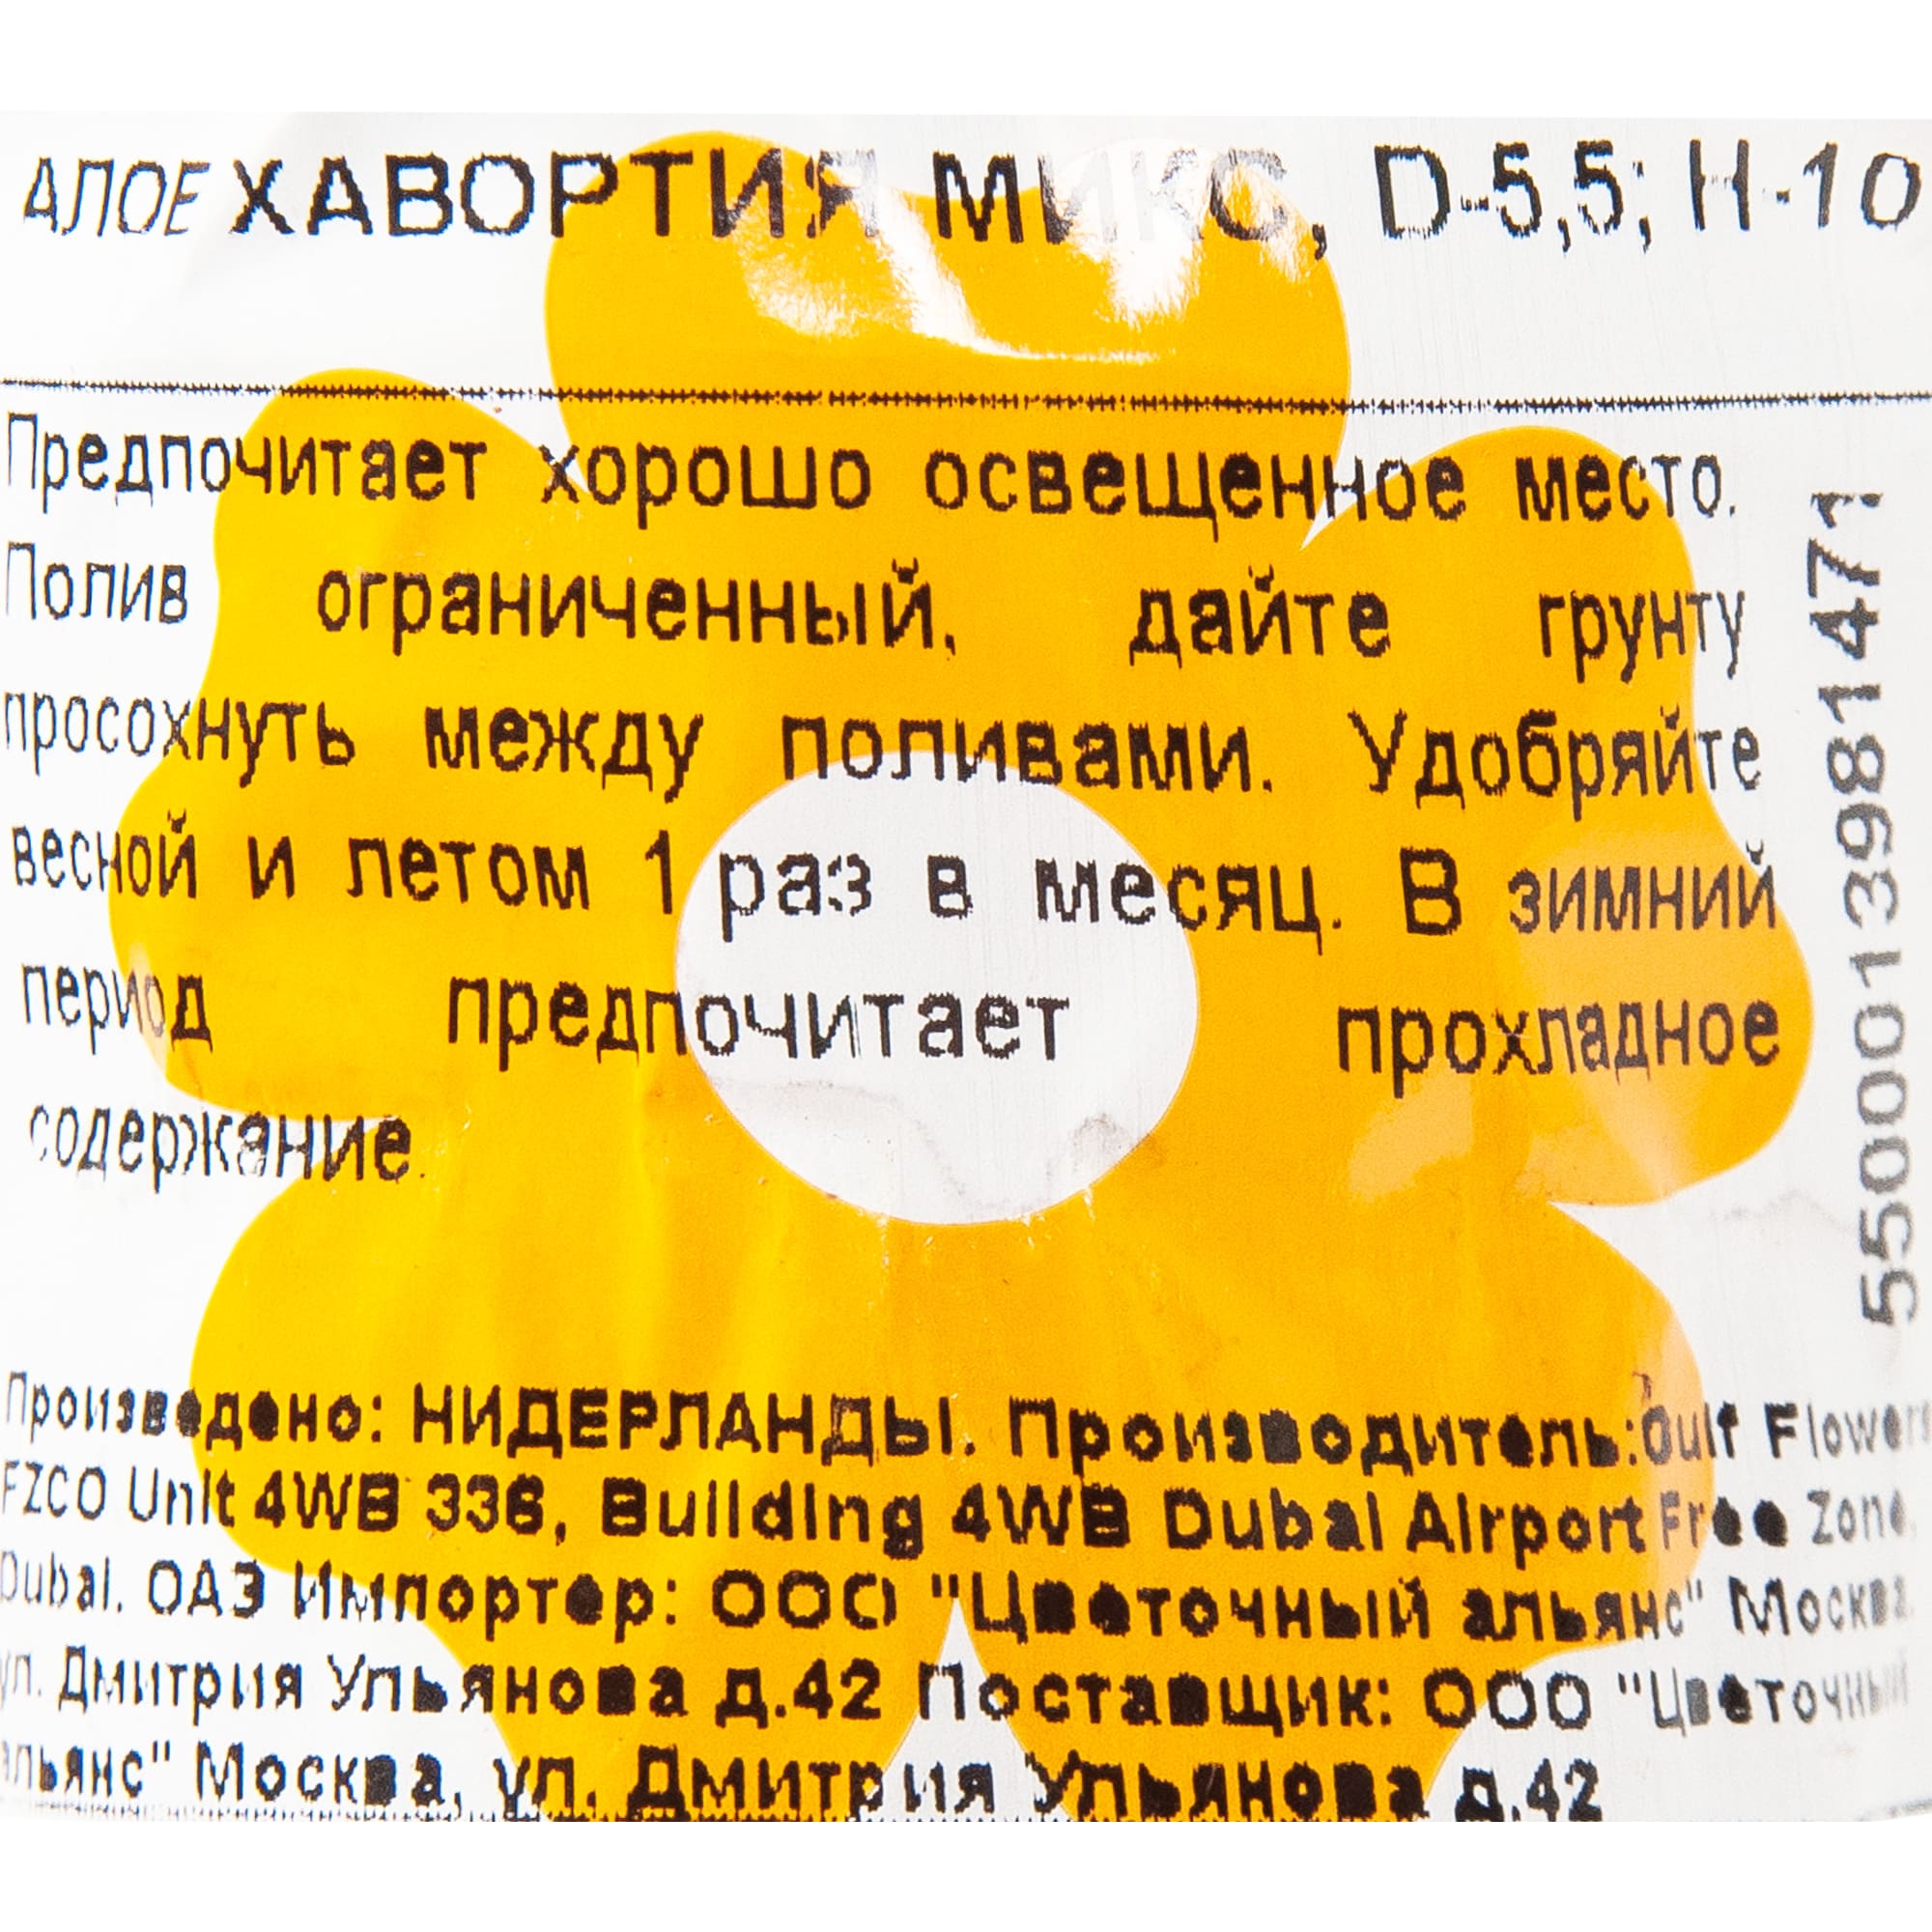 АЛОЕ ХАВОРТИЯ МИКС, D-5,5; H-10
Предпочитает хорошо освещенное место.
Полив ограниченный, дайте грунту
просохнуть между поливами. Удобряйте
весной и летом 1 раз в месяц. В зимний
период предпочитает прохладное
содержание.
5500013981471
Произведено: НИДЕРЛАНДЫ. Производитель:Gulf Flowers
FZCO Unit 4WB 336, Building 4WB Dubai Airport Free Zone,
Dubai. ОАЭ Импортер: ООО "Цветочный альянс" Москва,
ул. Дмитрия Ульянова д.42 Поставщик: ООО "Цветочный
альянс" Москва, ул. Дмитрия Ульянова д.42